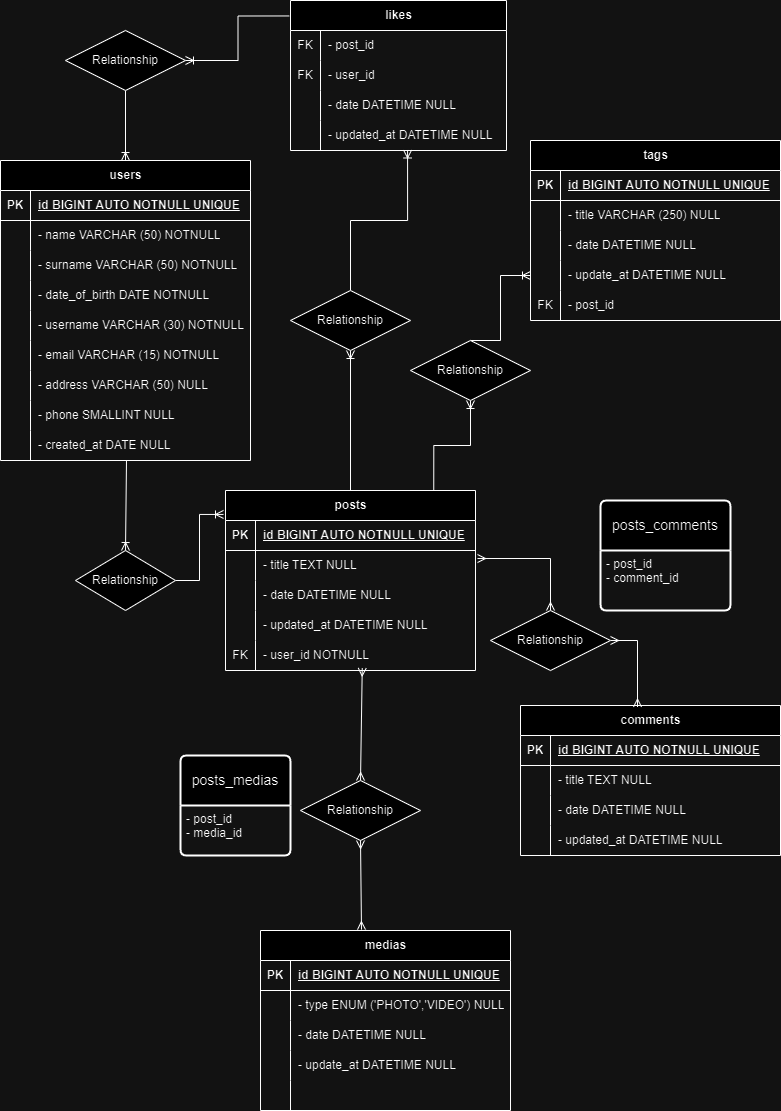 likes
FK - post_id
FK - user_id
- date DATETIME NULL
- updated_at DATETIME NULL
Relationship
users
PK id BIGINT AUTO NOTNULL UNIQUE
- name VARCHAR (50) NOTNULL
- surname VARCHAR (50) NOTNULL
- date_of_birth DATE NOTNULL
- username VARCHAR (30) NOTNULL
- email VARCHAR (15) NOTNULL
- address VARCHAR (50) NULL
- phone SMALLINT NULL
- created_at DATE NULL
tags
PK id BIGINT AUTO NOTNULL UNIQUE
- title VARCHAR (250) NULL
- date DATETIME NULL
- update_at DATETIME NULL
FK - post_id
Relationship
Relationship
Relationship
posts
PK id BIGINT AUTO NOTNULL UNIQUE
- title TEXT NULL
- date DATETIME NULL
- updated_at DATETIME NULL
FK - user_id NOTNULL
posts_comments
- post_id
- comment_id
Relationship
comments
PK id BIGINT AUTO NOTNULL UNIQUE
- title TEXT NULL
- date DATETIME NULL
- updated_at DATETIME NULL
posts_medias
- post_id
- media_id
Relationship
medias
PK id BIGINT AUTO NOTNULL UNIQUE
- type ENUM ('PHOTO','VIDEO') NULL
- date DATETIME NULL
- update_at DATETIME NULL